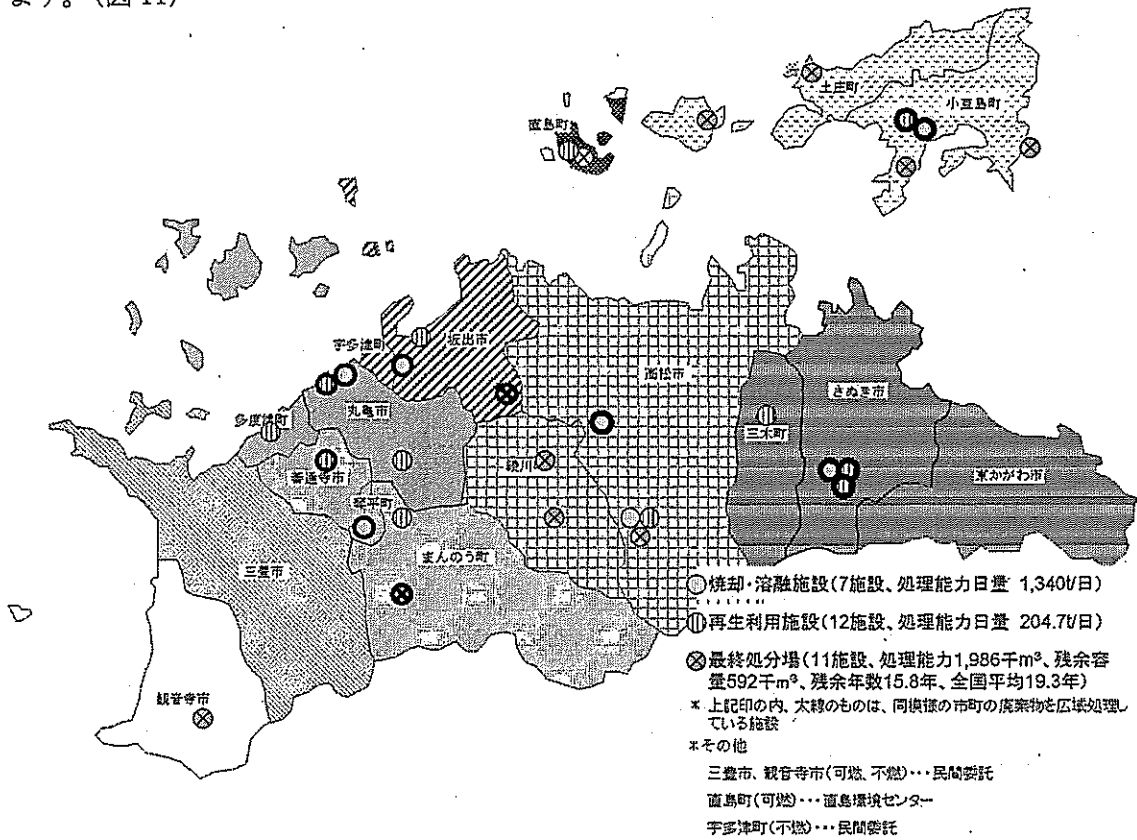 ます。(図 11)
土庄町
小豆島町
直島町
宇多津町
坂出市
高松市
さぬき市
丸亀市
多度津町
三木町
綾川町
善通寺市
東かがわ市
琴平町
まんのう町
三豊市
観音寺市
焼却・溶融施設(7施設、処理能力日量 1,340t/日)
再生利用施設(12施設、処理能力日量 204.7t/日)
最終処分場(11施設、処理能力1,986千m³、残余容
量592千m³、残余年数15.8年、全国平均19.3年)
* 上記印の内、太線のものは、同模様の市町の廃棄物を広域処理し
ている施設
*その他
三豊市、観音寺市(可燃、不燃)・・・民間委託
直島町(可燃)・・・直島環境センター
宇多津町(不燃)・・・民間委託